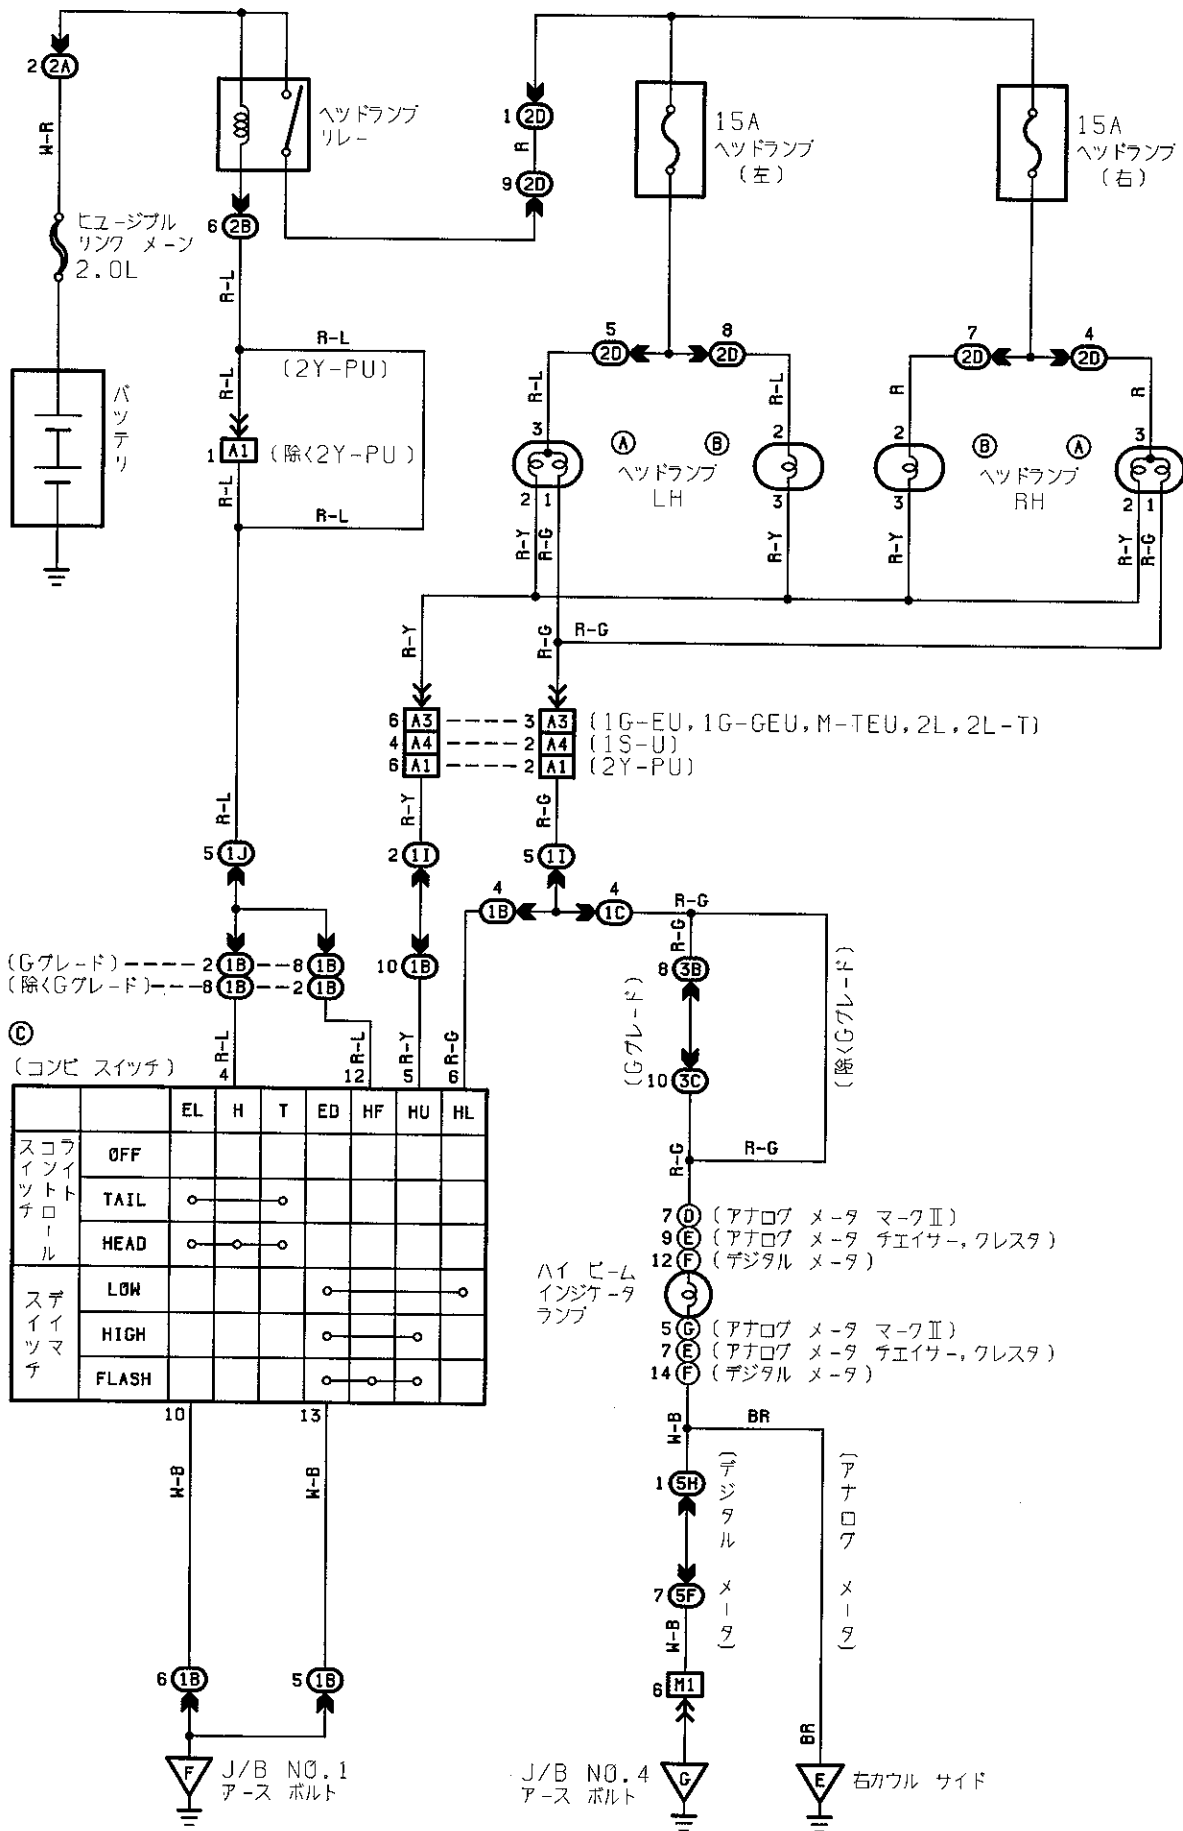 2 2A
W-R
ヘッドランプ
リレー
1 2D
R
9 2D
15A
ヘッドランプ
(左)
15A
ヘッドランプ
(右)
6 2B
ヒュージブル
リンク メーン
2.0L
R-L
R-L
(2Y-PU)
R-L
1 A1 (除く2Y-PU)
R-L
R-L
バッテリ
5 2D
8 2D
7 2D
4 2D
R-L
R-L
R
R
3
2
2
3
A B
ヘッドランプ
LH
B A
ヘッドランプ
RH
2 1
3
3
2 1
R-Y
R-G
R-Y
R-Y
R-Y
R-G
R-Y
R-G
R-G
6 A3 3 A3 (1G-EU,1G-GEU,M-TEU,2L,2L-T)
4 A4 2 A4 (1S-U)
6 A1 2 A1 (2Y-PU)
R-L
R-Y
R-G
5 1J
2 1I
5 1I
4 1B
4 1C
R-G
R-G
(Gグレード) 2 1B 8 1B
(除くGグレード) 8 1B 2 1B
10 1B
8 3B
(Gグレード)
(除くGグレード)
10 3C
R-G
R-G
C
(コンビ スイッチ)
R-L
4
R-L
12
R-Y
5
R-G
6
EL H T ED HF HU HL
ライト
コントロール
スイッチ
OFF
TAIL
HEAD
ディマ
スイッチ
LOW
HIGH
FLASH
10
13
W-B
W-B
6 1B
5 1B
F
J/B NO.1
アース ボルト
7 D (アナログ メータ マークⅡ)
9 E (アナログ メータ チェイサー,クレスタ)
12 F (デジタル メータ)
ハイ ビーム
インジケータ
ランプ
5 G (アナログ メータ マークⅡ)
7 E (アナログ メータ チェイサー,クレスタ)
14 F (デジタル メータ)
W-B
BR
1 5H
(デジタル メータ)
(アナログ メータ)
7 5F
W-B
6 M1
BR
J/B NO.4
アース ボルト
G
E
右カウル サイド